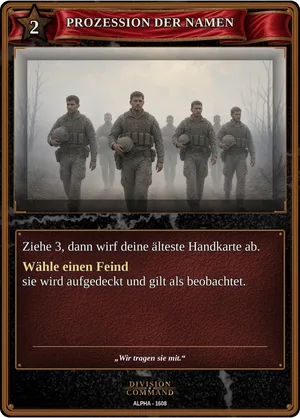 2
PROZESSION DER NAMEN
Ziehe 3, dann wirf deine älteste Handkarte ab.
Wähle einen Feind
sie wird aufgedeckt und gilt als beobachtet.
„Wir tragen sie mit.“
DIVISION
COMMAND
ALPHA - 1608